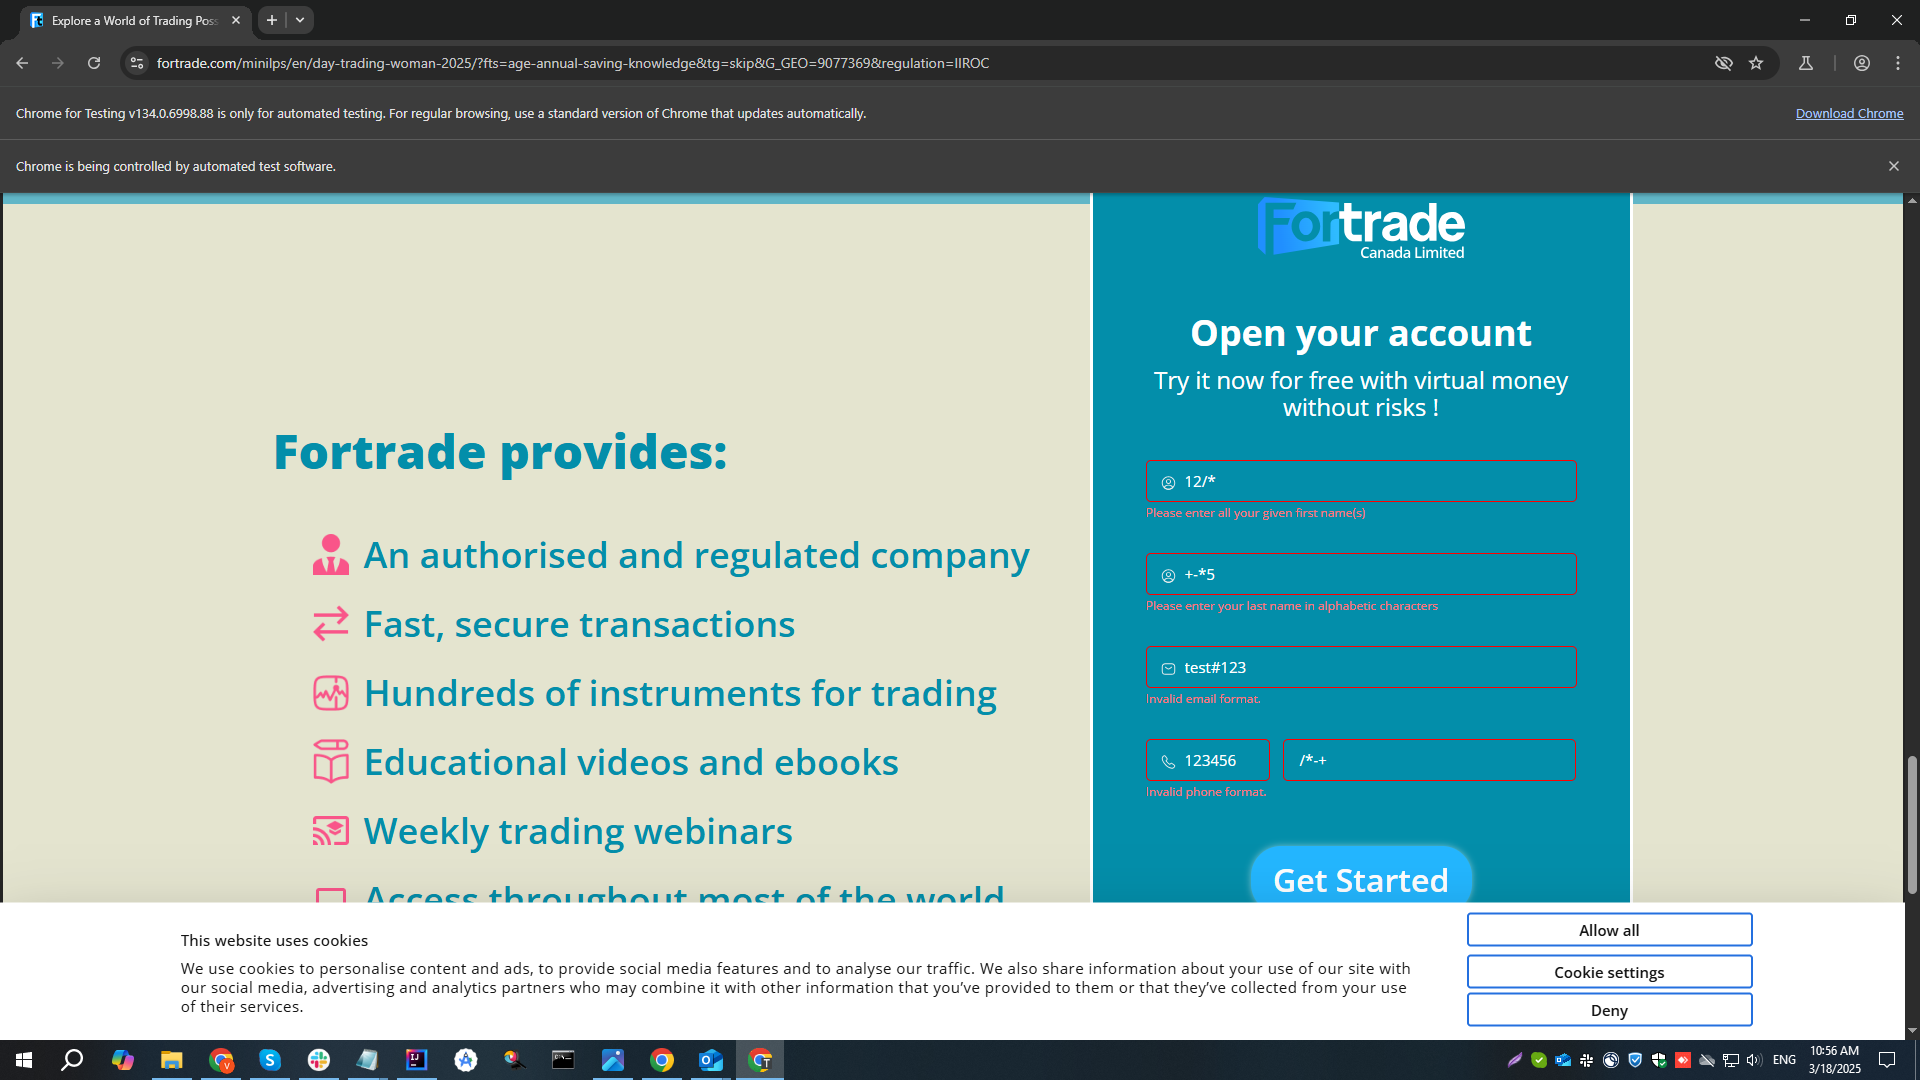 Explore a World of Trading Pos
fortrade.com/minilps/en/day-trading-woman-2025/?fts=age-annual-saving-knowledge&tg=skip&G_GEO=9077369&regulation=IIROC
Chrome for Testing v134.0.6998.88 is only for automated testing. For regular browsing, use a standard version of Chrome that updates automatically.
Download Chrome
Chrome is being controlled by automated test software.
Fortrade
Canada Limited
Open your account
Try it now for free with virtual money
without risks !
12/*
Please enter all your given first name(s)
+-*5
Please enter your last name in alphabetic characters
test#123
Invalid email format.
123456
/*-+
Invalid phone format.
Get Started
Fortrade provides:
An authorised and regulated company
Fast, secure transactions
Hundreds of instruments for trading
Educational videos and ebooks
Weekly trading webinars
Access throughout most of the world
This website uses cookies
We use cookies to personalise content and ads, to provide social media features and to analyse our traffic. We also share information about your use of our site with
our social media, advertising and analytics partners who may combine it with other information that you’ve provided to them or that they’ve collected from your use
of their services.
Allow all
Cookie settings
Deny
ENG
10:56 AM
3/18/2025